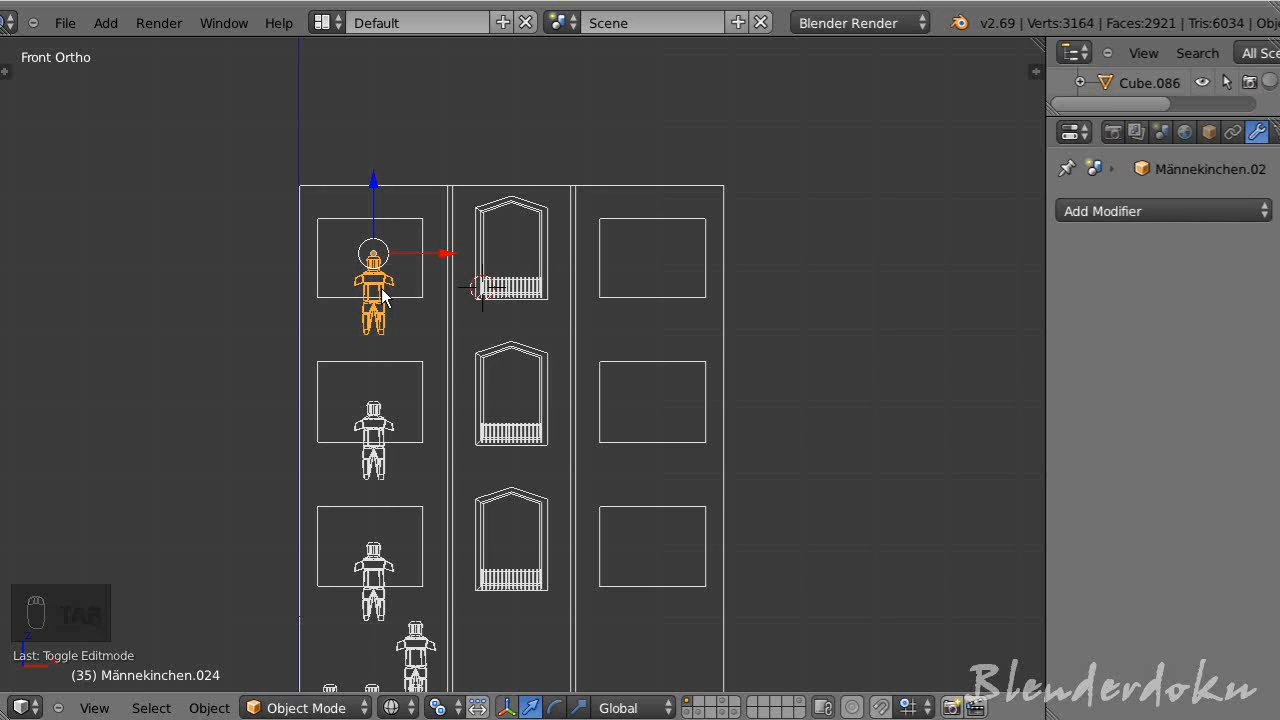 File Add Render Window Help Default Scene Blender Render v2.69 | Verts:3164 | Faces:2921 | Tris:6034 | Obj
Front Ortho
View Search All Sce
Cube.086
Männekinchen.02
Add Modifier
TAB
z
Last: Toggle Editmode
(35) Männekinchen.024
Blenderdoku
View Select Object Object Mode Global